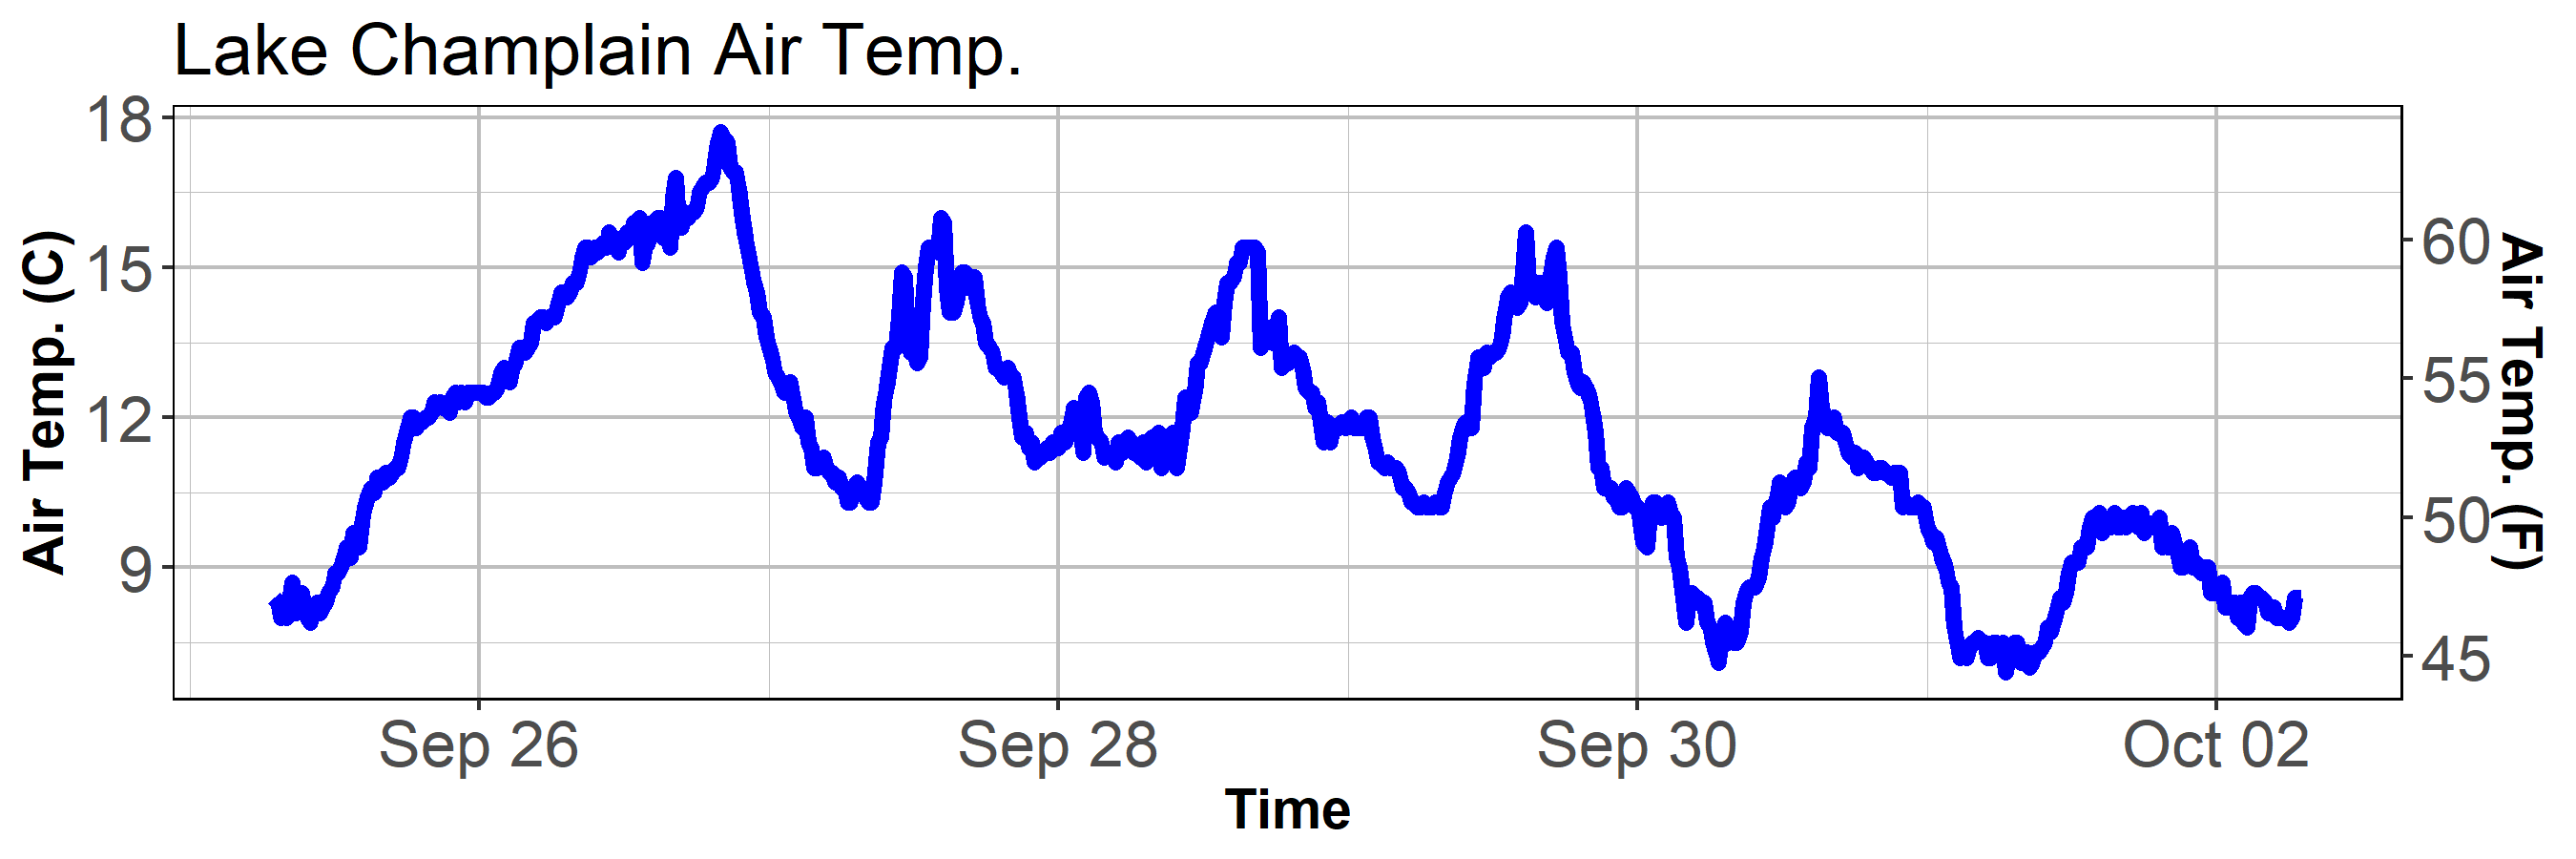 Lake Champlain Air Temp.
18
15
12
9
Air Temp. (C)
60
55
50
45
Air Temp. (F)
Sep 26
Sep 28
Sep 30
Oct 02
Time